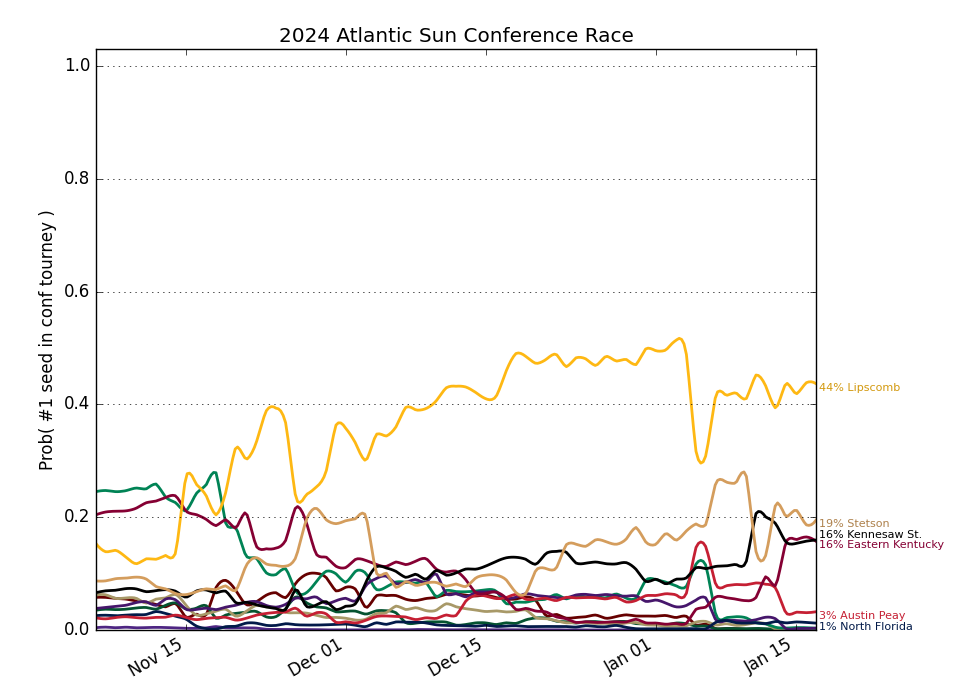 2024 Atlantic Sun Conference Race
Prob( #1 seed in conf tourney )
1.0
0.8
0.6
0.4
0.2
0.0
Nov 15
Dec 01
Dec 15
Jan 01
Jan 15
44% Lipscomb
19% Stetson
16% Kennesaw St.
16% Eastern Kentucky
3% Austin Peay
1% North Florida